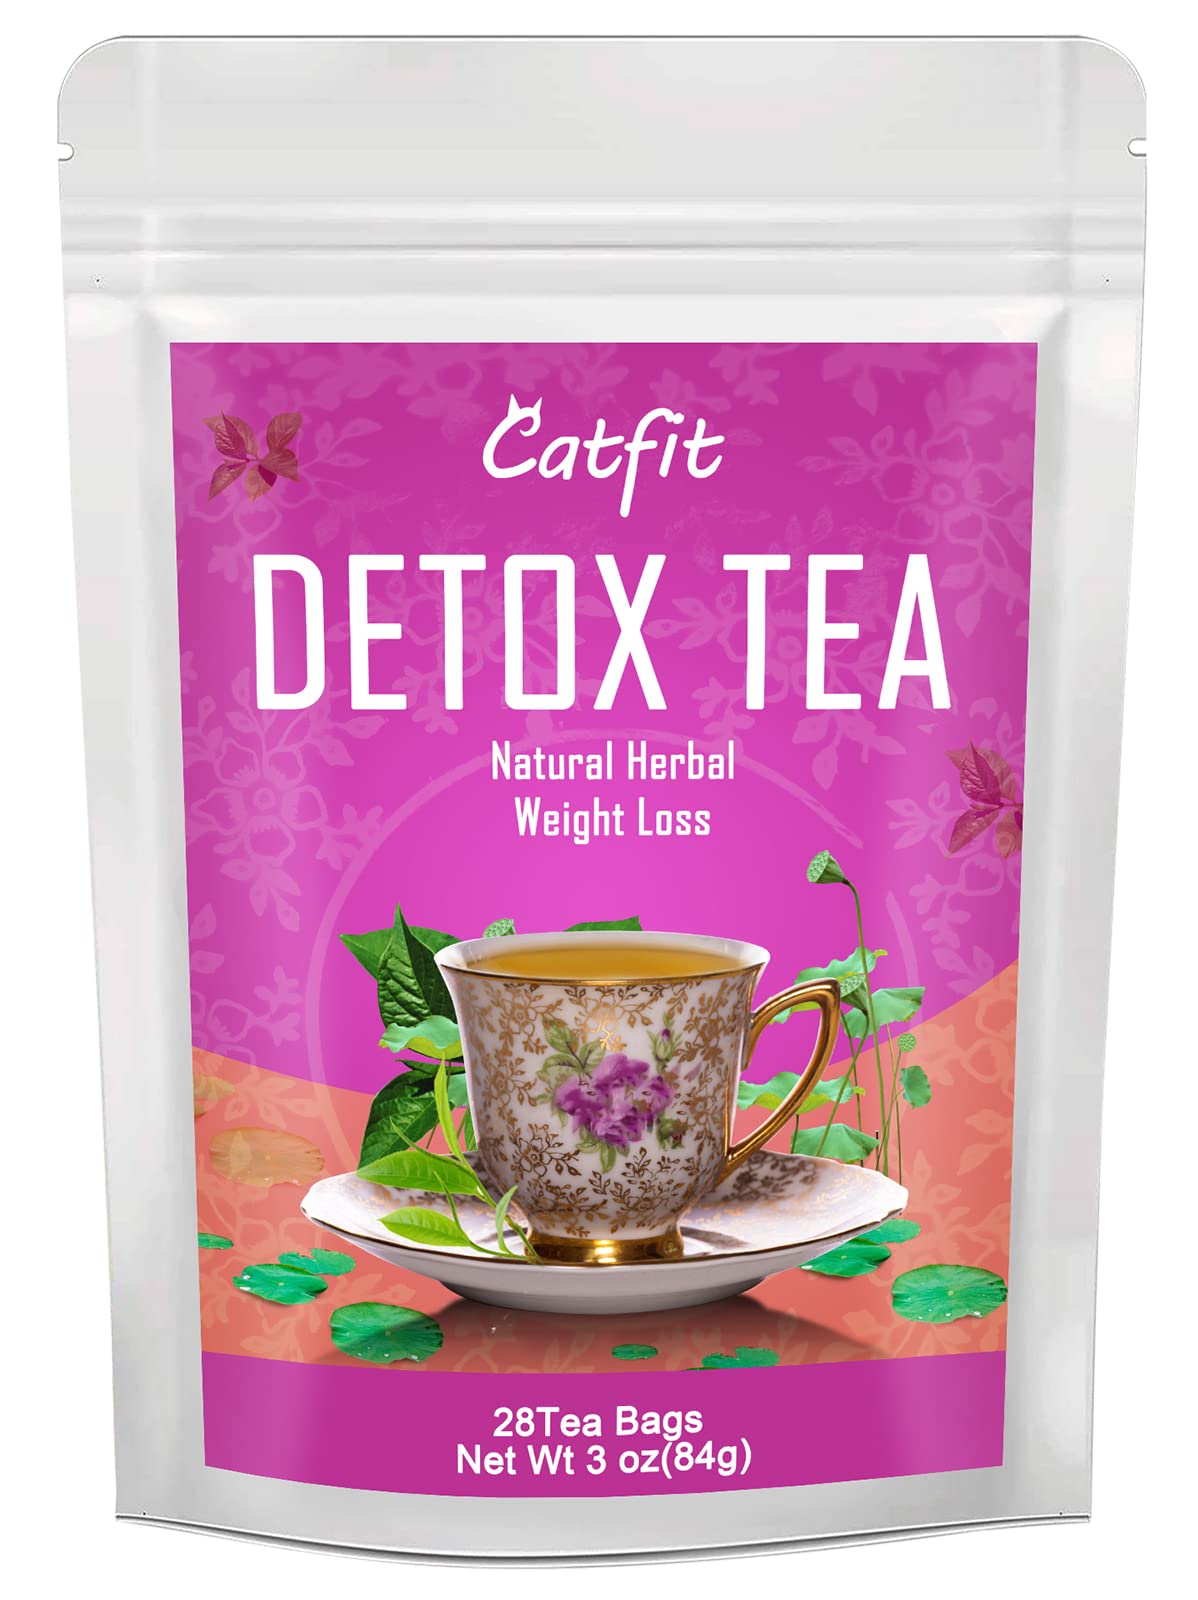 Catfit
DETOX TEA
Natural Herbal
Weight Loss
28Tea Bags
Net Wt 3 oz(84g)